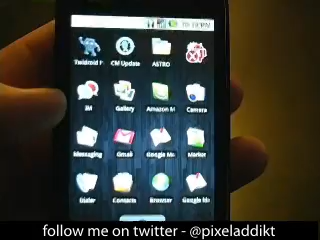 Twidroid P CM Update ASTRO
IM Gallery Amazon M Camera
Messaging Gmail Google Ma Market
Dialer Contacts Browser Google Ma
follow me on twitter - @pixeladdikt